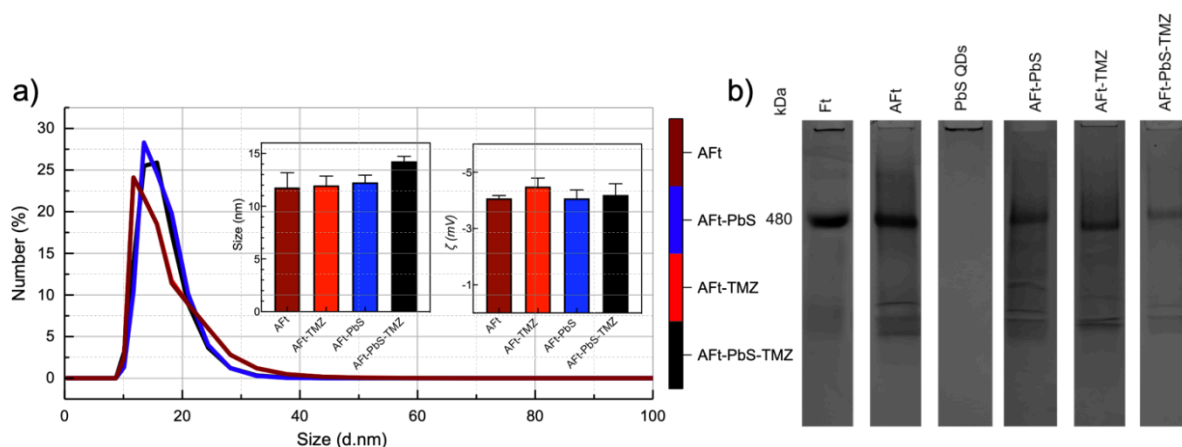 a)
Number (%)
30
25
20
15
10
5
0
0 20 40 60 80 100
Size (d.nm)
Size (nm)
15
10
5
0
AFt
AFt-TMZ
AFt-PbS
AFt-PbS-TMZ
ζ (mV)
-5
-3
-1
AFt
AFt-TMZ
AFt-PbS
AFt-PbS-TMZ
AFt
AFt-PbS
AFt-TMZ
AFt-PbS-TMZ
b)
kDa
Ft
AFt
PbS QDs
AFt-PbS
AFt-TMZ
AFt-PbS-TMZ
480